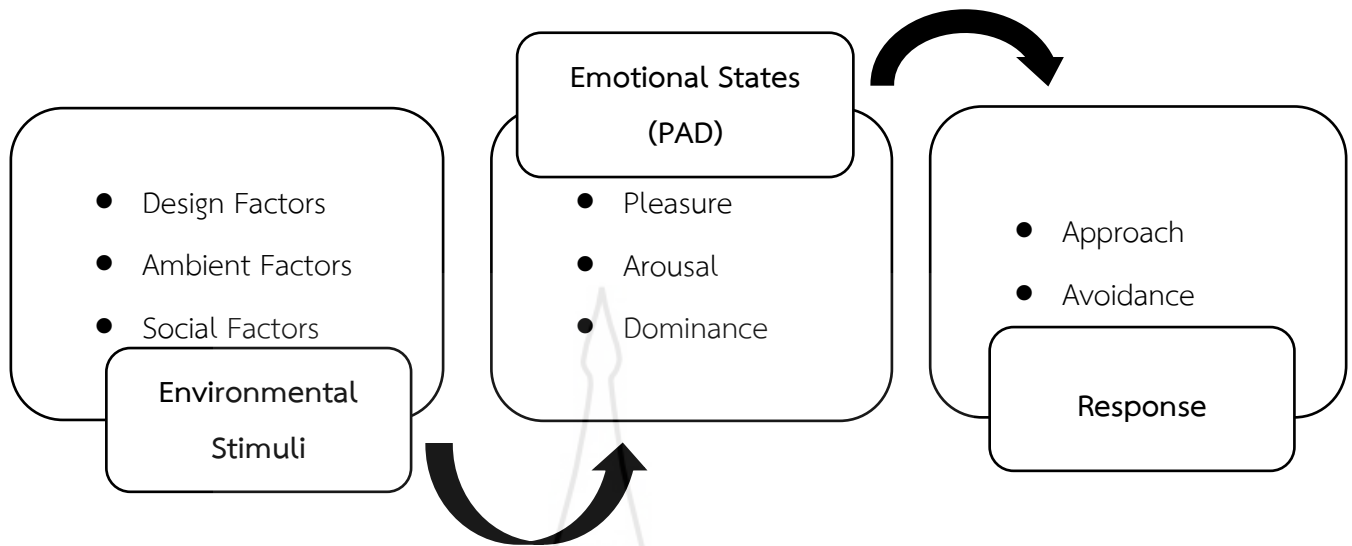 • Design Factors
• Ambient Factors
• Social Factors
Environmental
Stimuli
Emotional States
(PAD)
• Pleasure
• Arousal
• Dominance
• Approach
• Avoidance
Response